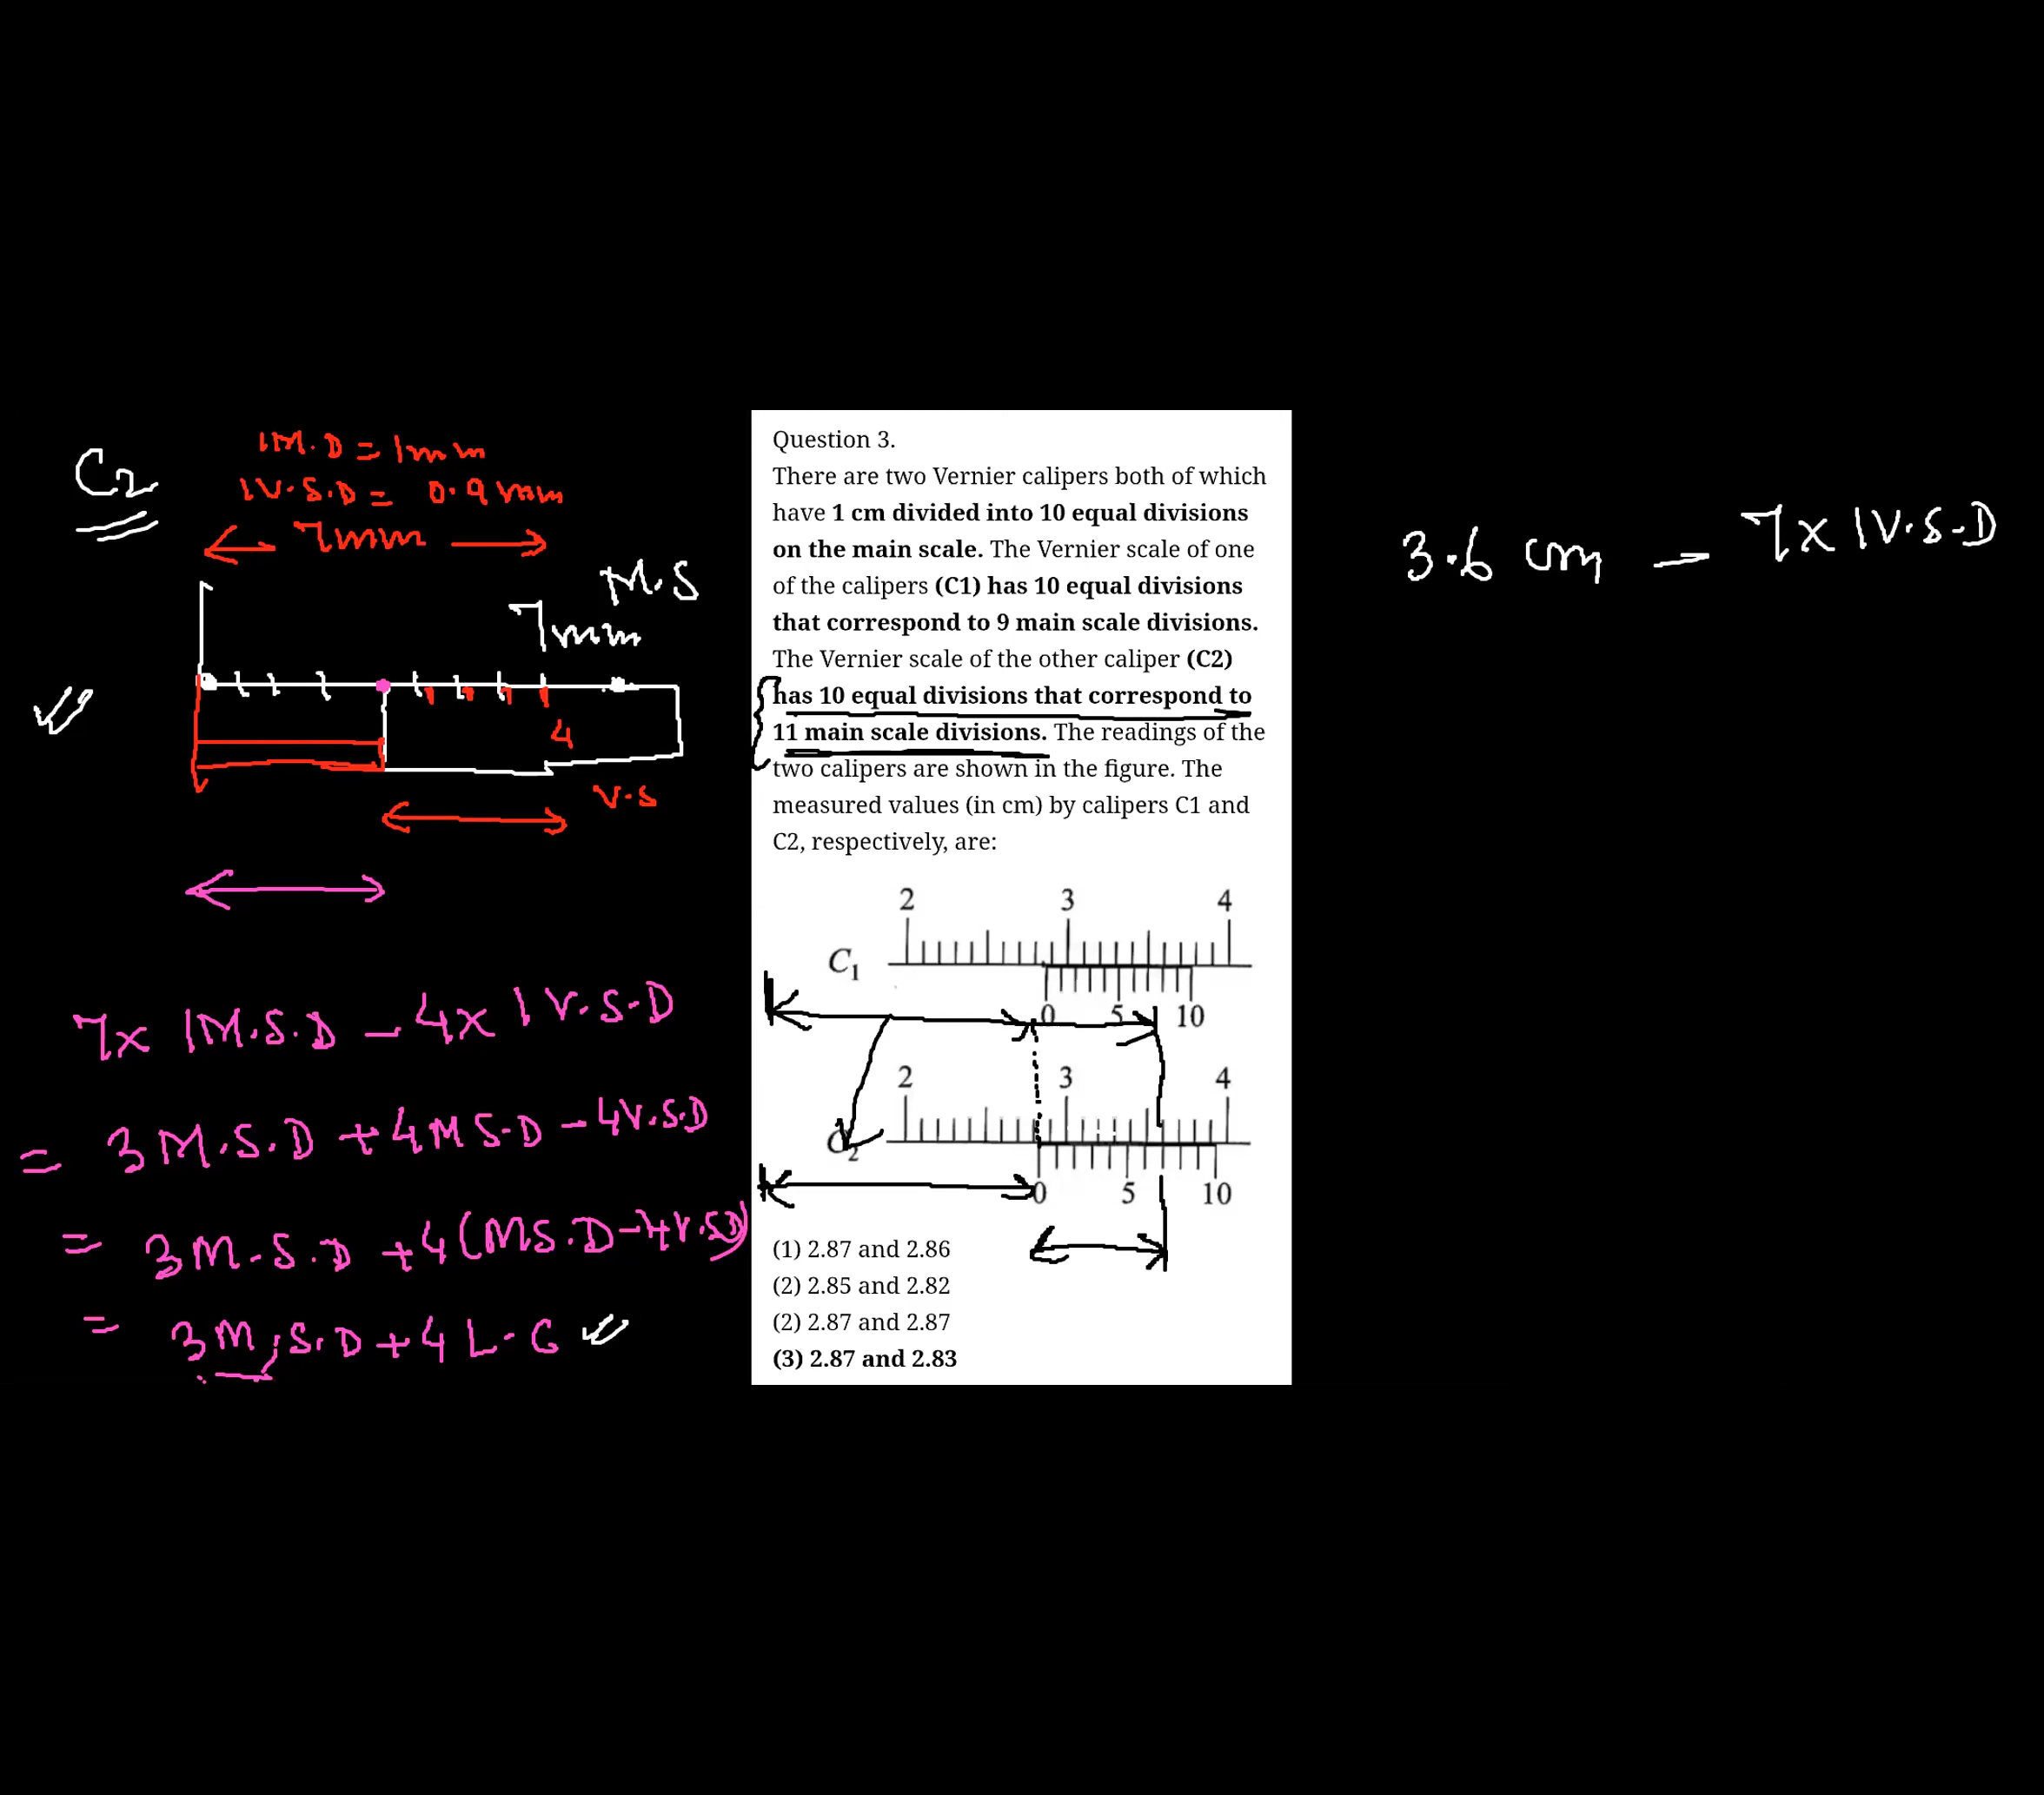 C2
1M.D = 1mm
1V.S.D = 0.9 mm
7mm
M.S
7mm
4
V.S
7x 1M.S.D - 4x 1V.S.D
= 3M.S.D + 4MS.D - 4V.S.D
= 3M.S.D + 4(MS.D - V.SD)
= 3M.S.D + 4 L.C
Question 3.
There are two Vernier calipers both of which
have 1 cm divided into 10 equal divisions
on the main scale. The Vernier scale of one
of the calipers (C1) has 10 equal divisions
that correspond to 9 main scale divisions.
The Vernier scale of the other caliper (C2)
has 10 equal divisions that correspond to
11 main scale divisions. The readings of the
two calipers are shown in the figure. The
measured values (in cm) by calipers C1 and
C2, respectively, are:
2 3 4
C1
0 5 10
2 3 4
C2
0 5 10
(1) 2.87 and 2.86
(2) 2.85 and 2.82
(2) 2.87 and 2.87
(3) 2.87 and 2.83
3.6 cm - 7x 1V.S.D